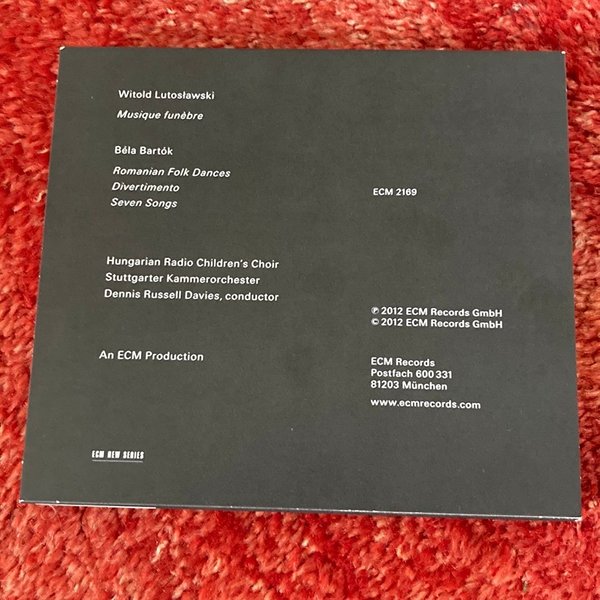 Witold Lutosławski
Musique funèbre
Béla Bartók
Romanian Folk Dances
Divertimento
Seven Songs
ECM 2169
Hungarian Radio Children's Choir
Stuttgarter Kammerorchester
Dennis Russell Davies, conductor
℗ 2012 ECM Records GmbH
© 2012 ECM Records GmbH
An ECM Production
ECM Records
Postfach 600 331
81203 München
www.ecmrecords.com
ECM NEW SERIES